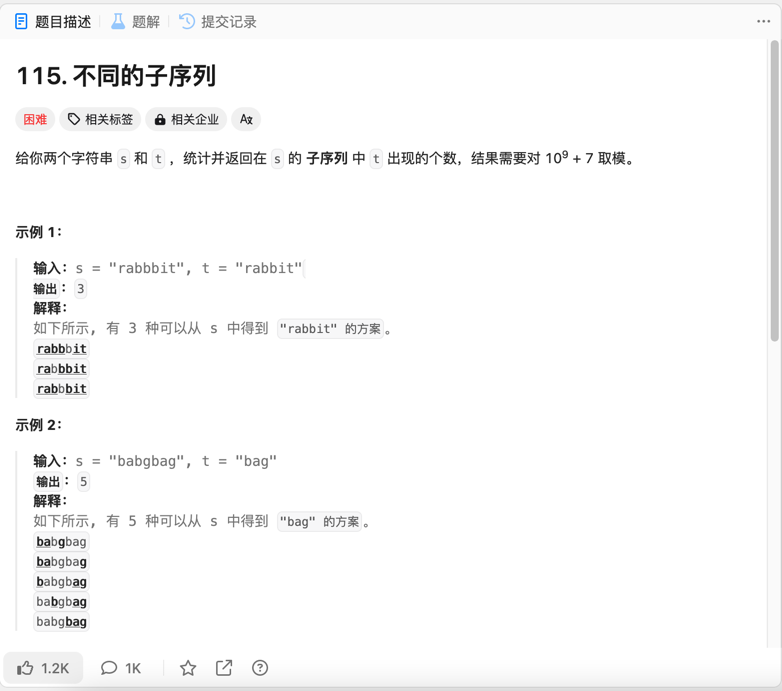 题目描述 题解 提交记录
115. 不同的子序列
困难 相关标签 相关企业 Aｘ
给你两个字符串 s 和 t ，统计并返回在 s 的 子序列 中 t 出现的个数，结果需要对 10⁹ + 7 取模。
示例 1：
输入：s = "rabbbit", t = "rabbit"
输出：3
解释：
如下所示, 有 3 种可以从 s 中得到 "rabbit" 的方案。
rabbbit
rabbbit
rabbbit
示例 2：
输入：s = "babgbag", t = "bag"
输出：5
解释：
如下所示, 有 5 种可以从 s 中得到 "bag" 的方案。
babgbag
babgbag
babgbag
babgbag
babgbag
1.2K 1K